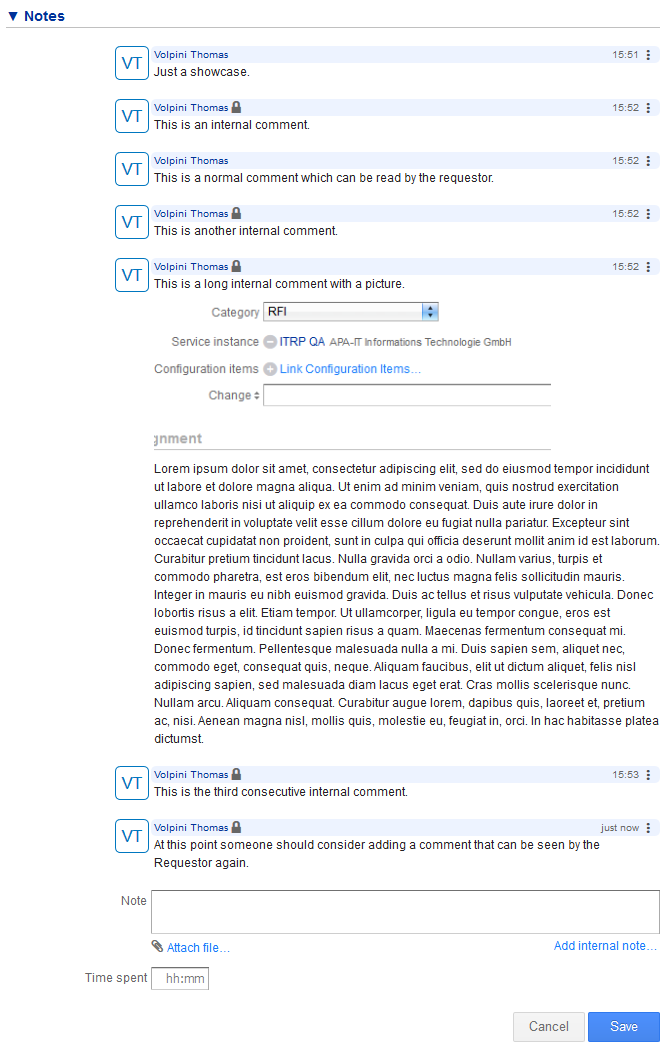 ▼ Notes
VT Volpini Thomas 15:51
Just a showcase.
VT Volpini Thomas 15:52
This is an internal comment.
VT Volpini Thomas 15:52
This is a normal comment which can be read by the requestor.
VT Volpini Thomas 15:52
This is another internal comment.
VT Volpini Thomas 15:52
This is a long internal comment with a picture.
Category RFI
Service instance ITRP QA APA-IT Informations Technologie GmbH
Configuration items Link Configuration Items…
Change
gnment
Lorem ipsum dolor sit amet, consectetur adipiscing elit, sed do eiusmod tempor incididunt
ut labore et dolore magna aliqua. Ut enim ad minim veniam, quis nostrud exercitation
ullamco laboris nisi ut aliquip ex ea commodo consequat. Duis aute irure dolor in
reprehenderit in voluptate velit esse cillum dolore eu fugiat nulla pariatur. Excepteur sint
occaecat cupidatat non proident, sunt in culpa qui officia deserunt mollit anim id est laborum.
Curabitur pretium tincidunt lacus. Nulla gravida orci a odio. Nullam varius, turpis et
commodo pharetra, est eros bibendum elit, nec luctus magna felis sollicitudin mauris.
Integer in mauris eu nibh euismod gravida. Duis ac tellus et risus vulputate vehicula. Donec
lobortis risus a elit. Etiam tempor. Ut ullamcorper, ligula eu tempor congue, eros est
euismod turpis, id tincidunt sapien risus a quam. Maecenas fermentum consequat mi.
Donec fermentum. Pellentesque malesuada nulla a mi. Duis sapien sem, aliquet nec,
commodo eget, consequat quis, neque. Aliquam faucibus, elit ut dictum aliquet, felis nisl
adipiscing sapien, sed malesuada diam lacus eget erat. Cras mollis scelerisque nunc.
Nullam arcu. Aliquam consequat. Curabitur augue lorem, dapibus quis, laoreet et, pretium
ac, nisi. Aenean magna nisl, mollis quis, molestie eu, feugiat in, orci. In hac habitasse platea
dictumst.
VT Volpini Thomas 15:53
This is the third consecutive internal comment.
VT Volpini Thomas just now
At this point someone should consider adding a comment that can be seen by the
Requestor again.
Note
Attach file… Add internal note…
Time spent hh:mm
Cancel Save